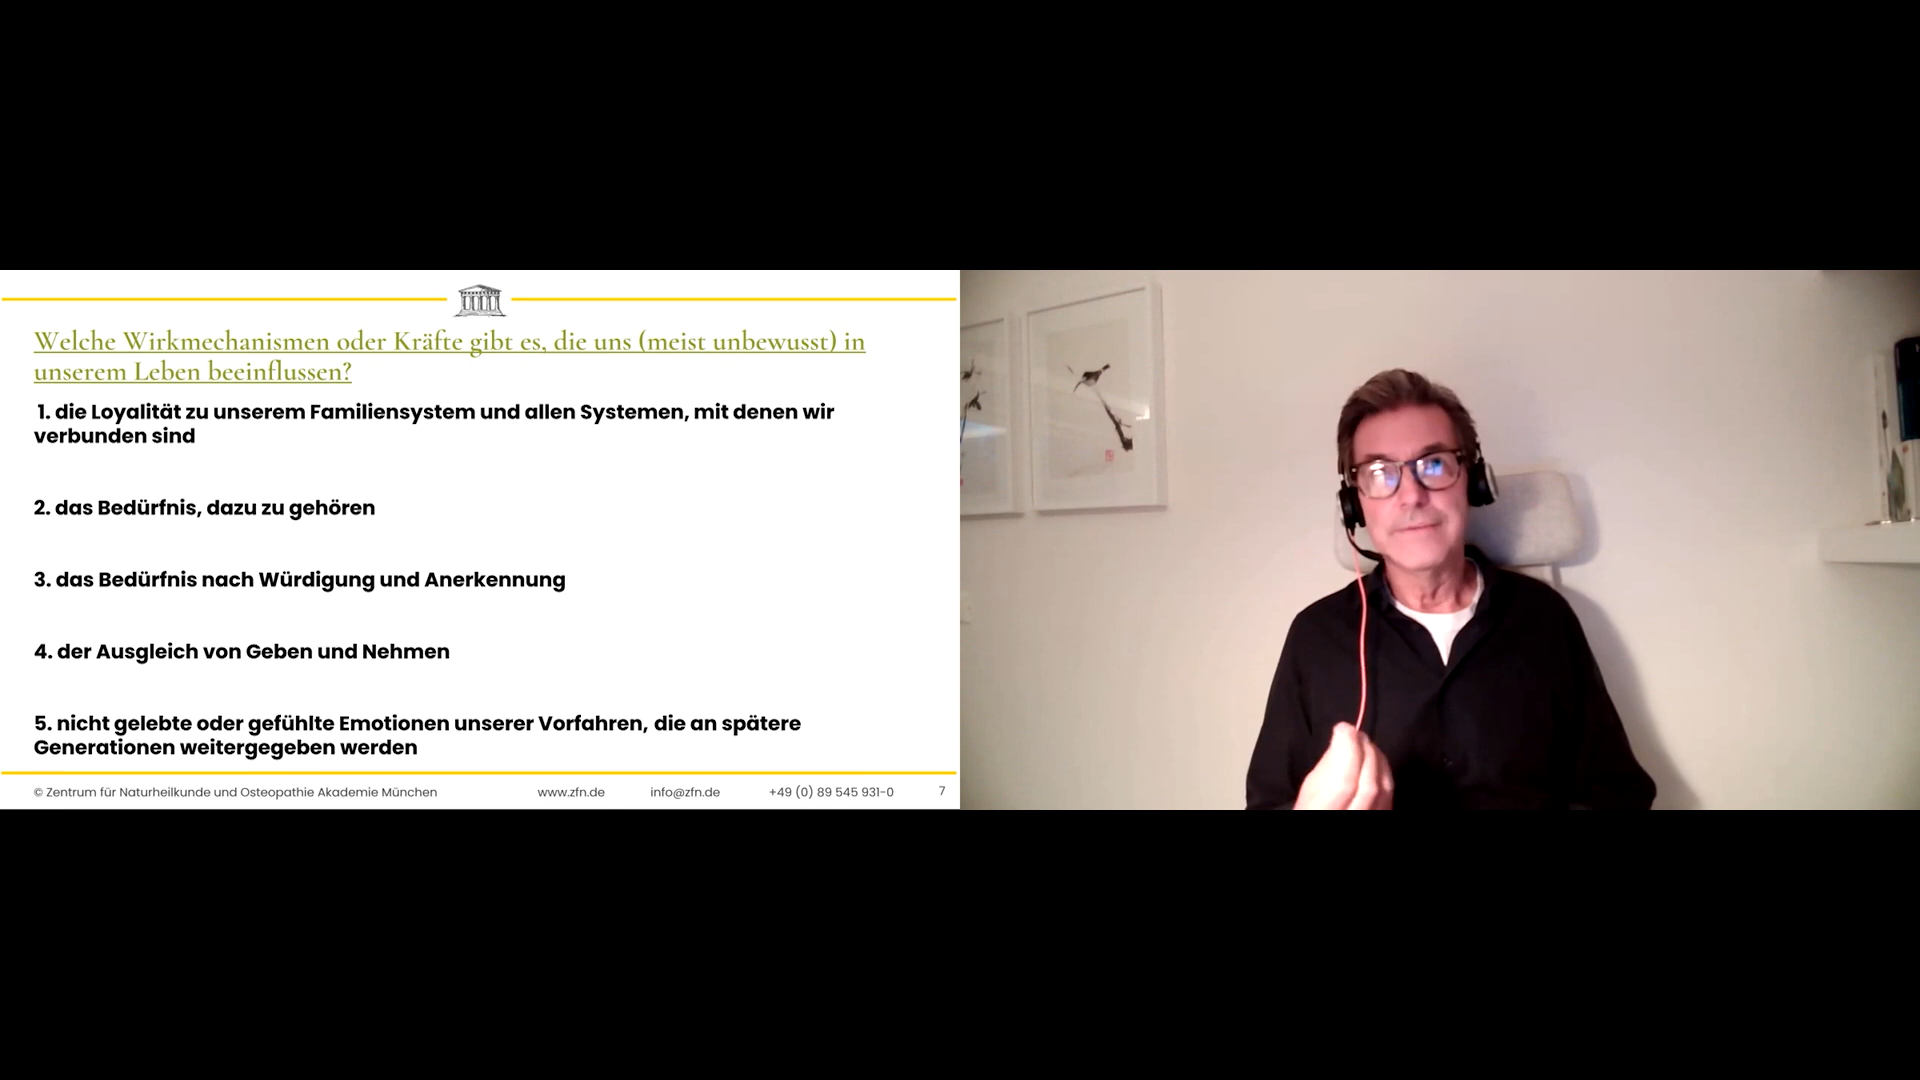 Welche Wirkmechanismen oder Kräfte gibt es, die uns (meist unbewusst) in
unserem Leben beeinflussen?
1. die Loyalität zu unserem Familiensystem und allen Systemen, mit denen wir
verbunden sind
2. das Bedürfnis, dazu zu gehören
3. das Bedürfnis nach Würdigung und Anerkennung
4. der Ausgleich von Geben und Nehmen
5. nicht gelebte oder gefühlte Emotionen unserer Vorfahren, die an spätere
Generationen weitergegeben werden
© Zentrum für Naturheilkunde und Osteopathie Akademie München www.zfn.de info@zfn.de +49 (0) 89 545 931-0 7